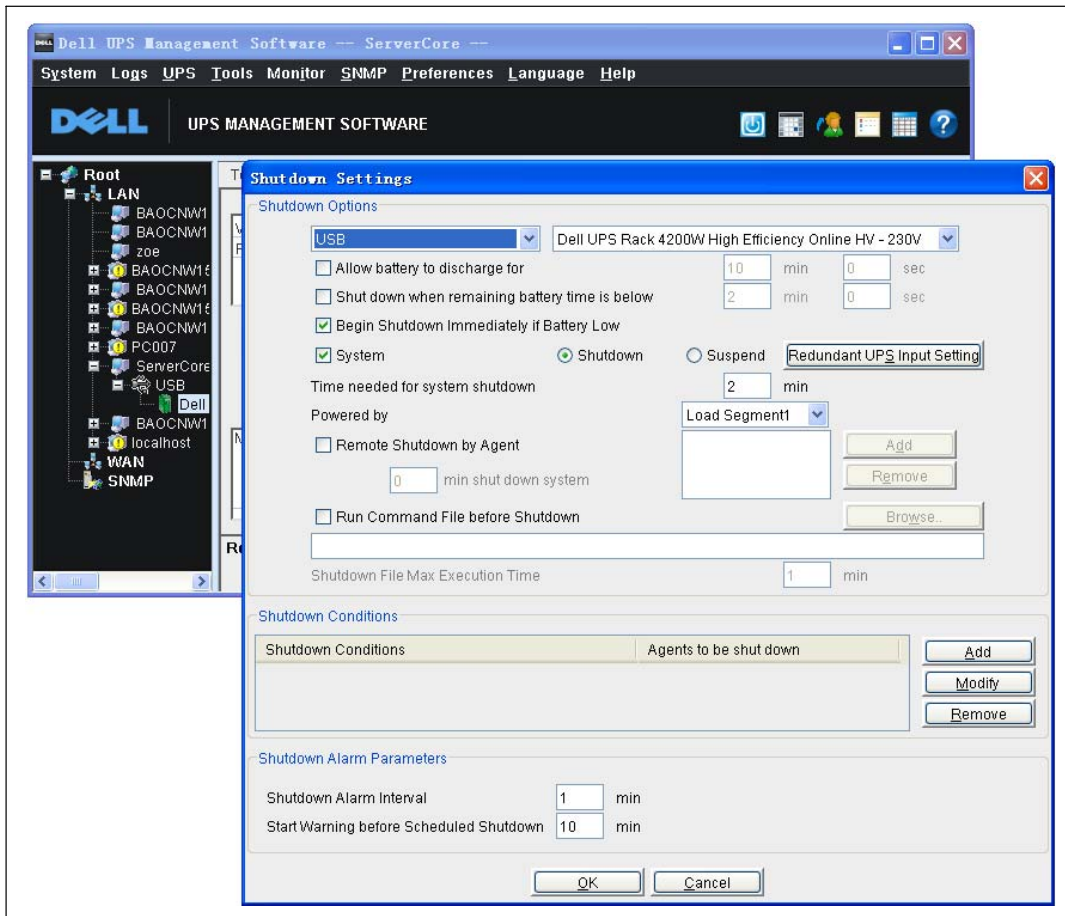 DELL Dell UPS Management Software -- ServerCore --
System Logs UPS Tools Monitor SNMP Preferences Language Help
DELL UPS MANAGEMENT SOFTWARE ?
Root
LAN
BAOCNW1
BAOCNW1
zoe
BAOCNW16
BAOCNW1
BAOCNW16
BAOCNW1
PC007
ServerCore
USB
Dell
BAOCNW1
localhost
WAN
SNMP
Shutdown Settings
Shutdown Options
USB Dell UPS Rack 4200W High Efficiency Online HV - 230V
Allow battery to discharge for 10 min 0 sec
Shut down when remaining battery time is below 2 min 0 sec
Begin Shutdown Immediately if Battery Low
System Shutdown Suspend Redundant UPS Input Setting
Time needed for system shutdown 2 min
Powered by Load Segment1
Remote Shutdown by Agent Add
Remove
0 min shut down system
Run Command File before Shutdown Browse..
Shutdown File Max Execution Time 1 min
Shutdown Conditions
Shutdown Conditions Agents to be shut down
Add
Modify
Remove
Shutdown Alarm Parameters
Shutdown Alarm Interval 1 min
Start Warning before Scheduled Shutdown 10 min
OK Cancel